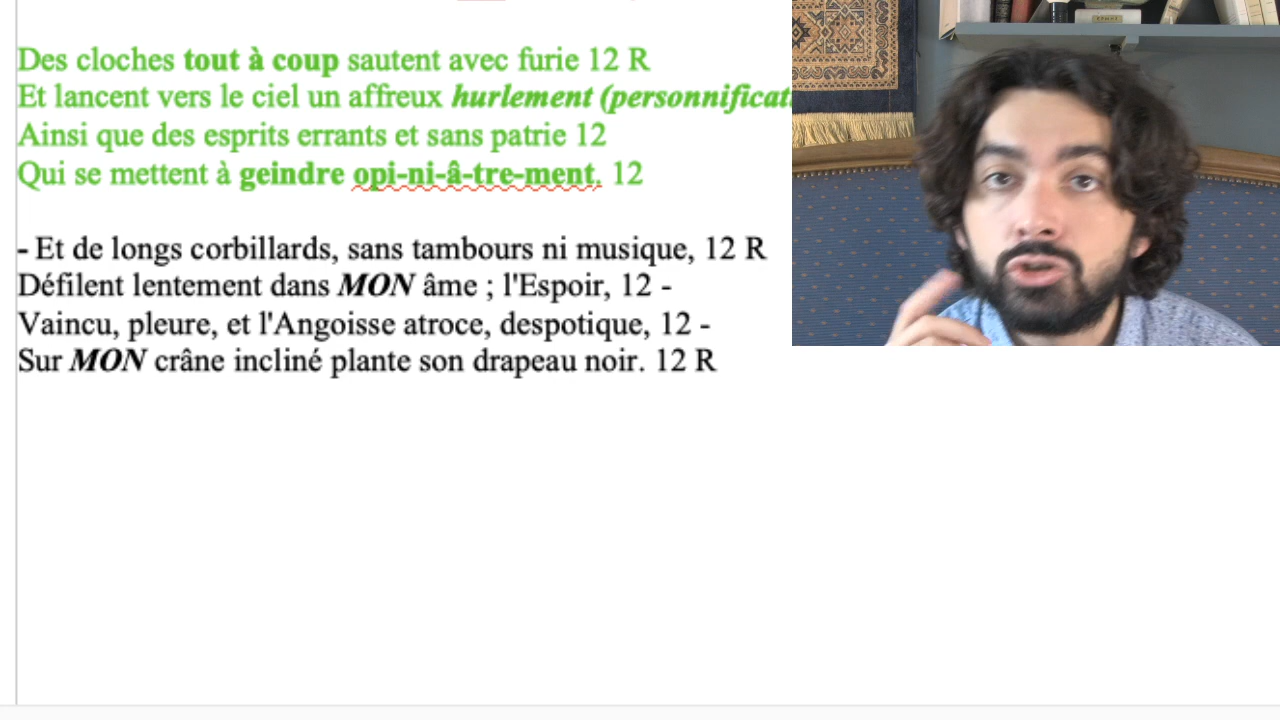 Des cloches tout à coup sautent avec furie 12 R
Et lancent vers le ciel un affreux hurlement (personnificat
Ainsi que des esprits errants et sans patrie 12
Qui se mettent à geindre opi-ni-â-tre-ment. 12
- Et de longs corbillards, sans tambours ni musique, 12 R
Défilent lentement dans MON âme ; l'Espoir, 12 -
Vaincu, pleure, et l'Angoisse atroce, despotique, 12 -
Sur MON crâne incliné plante son drapeau noir. 12 R